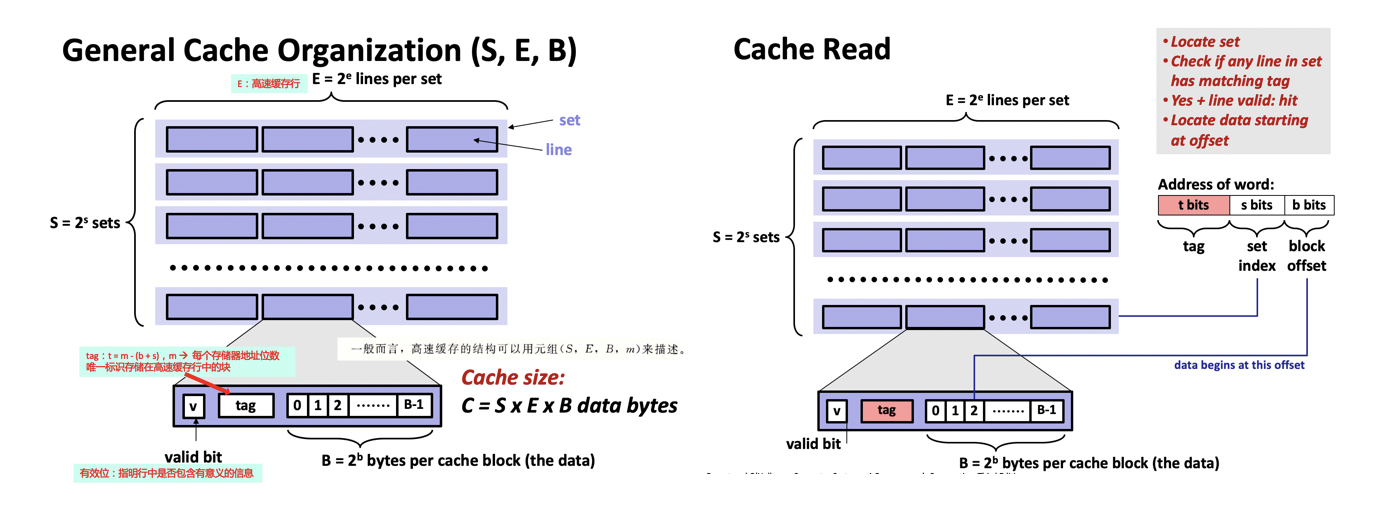 General Cache Organization (S, E, B)
E：高速缓存行
E = 2ᵉ lines per set
set
line
S = 2ˢ sets
tag：t = m - (b + s)，m → 每个存储器地址位数
唯一标识存储在高速缓存行中的块
一般而言，高速缓存的结构可以用元组(S，E，B，m)来描述。
Cache size:
C = S x E x B data bytes
v
tag
0 1 2 ······· B-1
valid bit
B = 2ᵇ bytes per cache block (the data)
有效位：指明行中是否包含有意义的信息
Cache Read
• Locate set
• Check if any line in set
has matching tag
• Yes + line valid: hit
• Locate data starting
at offset
E = 2ᵉ lines per set
S = 2ˢ sets
Address of word:
t bits s bits b bits
tag
set
index
block
offset
data begins at this offset
v
tag
0 1 2 ······· B-1
valid bit
B = 2ᵇ bytes per cache block (the data)